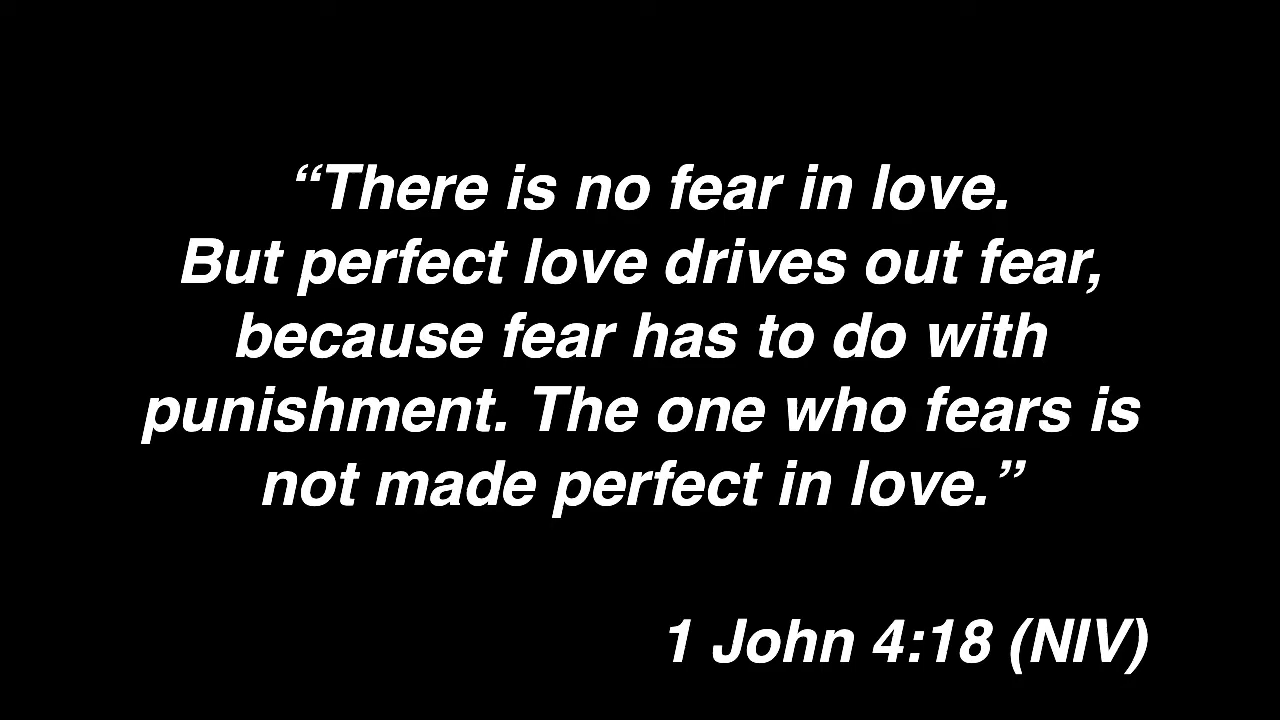 “There is no fear in love.
But perfect love drives out fear,
because fear has to do with
punishment. The one who fears is
not made perfect in love.”
1 John 4:18 (NIV)